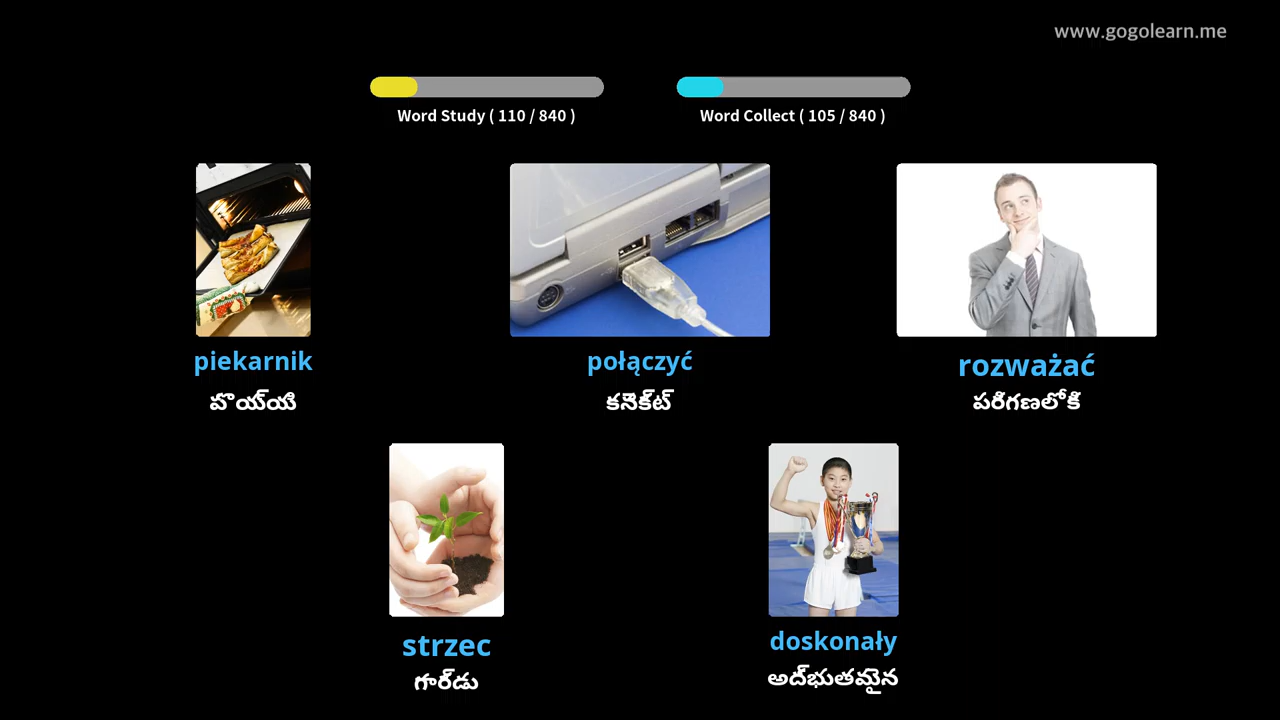 www.gogolearn.me
Word Study ( 110 / 840 )
Word Collect ( 105 / 840 )
piekarnik
పొయ్యి
połączyć
కనెక్ట్
rozważać
పరిగణలోకి
strzec
గార్డు
doskonały
అద్భుతమైన